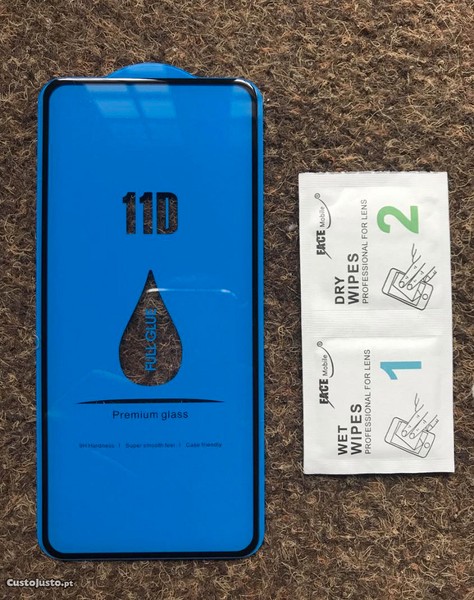 11D
FULL GLUE
Premium glass
9H Hardness / Super smooth feel / Case friendly
FACE Mobile ®
DRY
WIPES
PROFESSIONAL FOR LENS
2
FACE Mobile ®
WET
WIPES
PROFESSIONAL FOR LENS
1
CustoJusto.pt